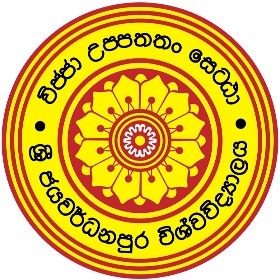 විජ්ජා උප්පතතං සෙට්ඨා
ශ්‍රී ජයවර්ධනපුර විශ්වවිද්‍යාලය